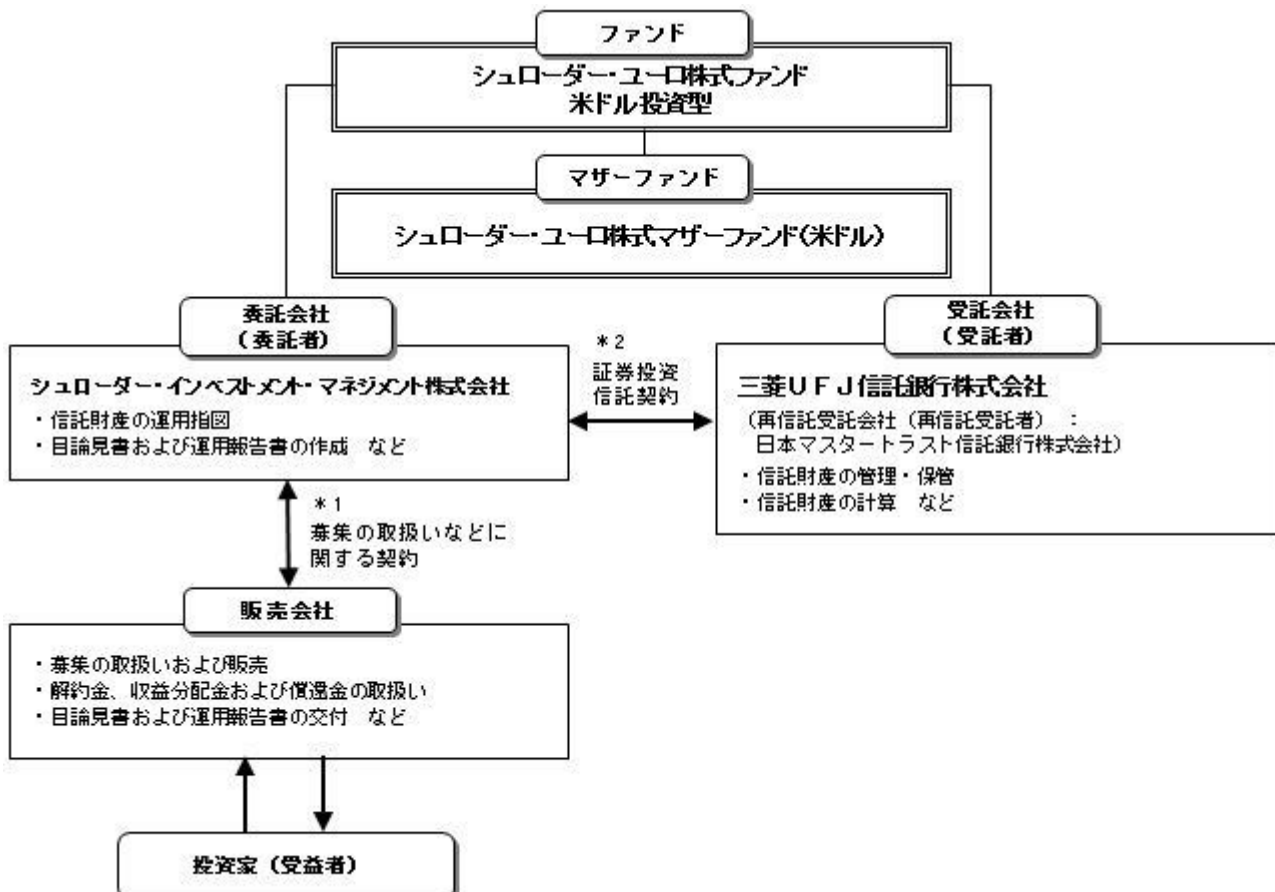 ファンド
シュローダー・ユーロ株式ファンド
米ドル投資型
マザーファンド
シュローダー・ユーロ株式マザーファンド(米ドル)
委託会社
(委託者)
シュローダー・インベストメント・マネジメント株式会社
・信託財産の運用指図
・目論見書および運用報告書の作成 など
＊2
証券投資
信託契約
受託会社
(受託者)
三菱ＵＦＪ信託銀行株式会社
(再信託受託会社（再信託受託者）：
日本マスタートラスト信託銀行株式会社)
・信託財産の管理・保管
・信託財産の計算 など
＊1
募集の取扱いなどに
関する契約
販売会社
・募集の取扱いおよび販売
・解約金、収益分配金および償還金の取扱い
・目論見書および運用報告書の交付 など
投資家（受益者）